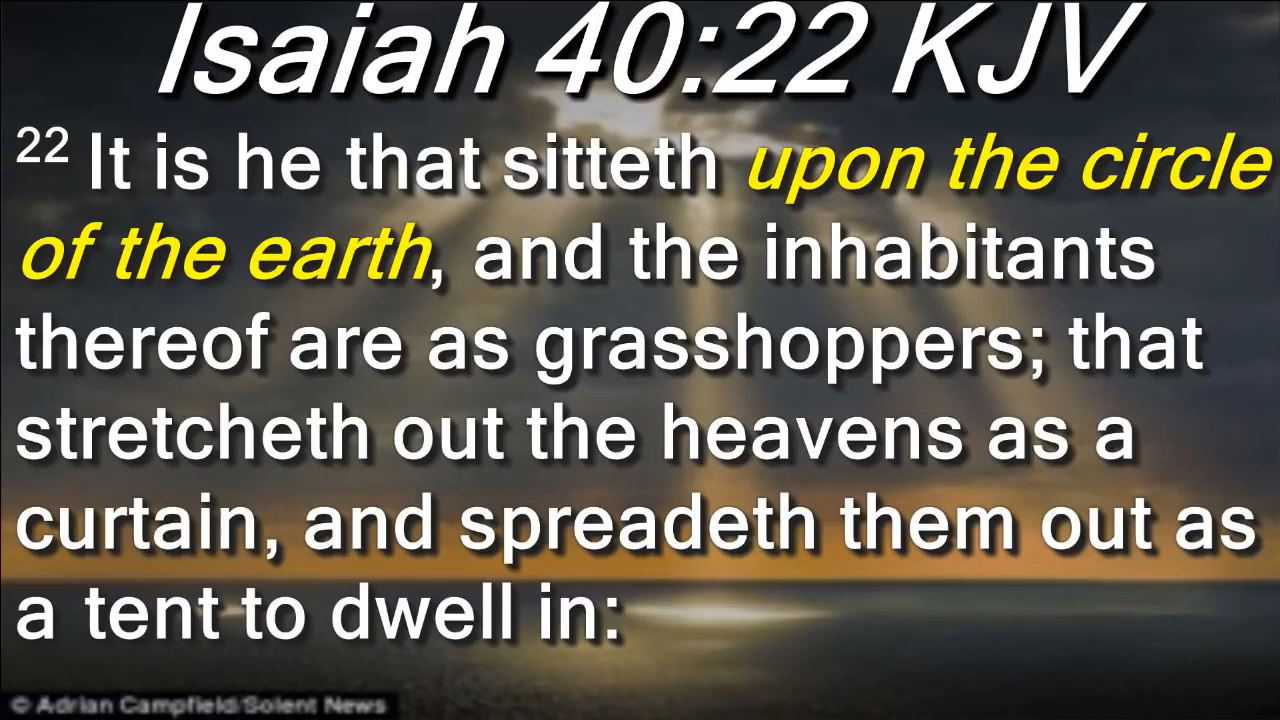 Isaiah 40:22 KJV
22 It is he that sitteth upon the circle
of the earth, and the inhabitants
thereof are as grasshoppers; that
stretcheth out the heavens as a
curtain, and spreadeth them out as
a tent to dwell in:
© Adrian Campfield/Solent News